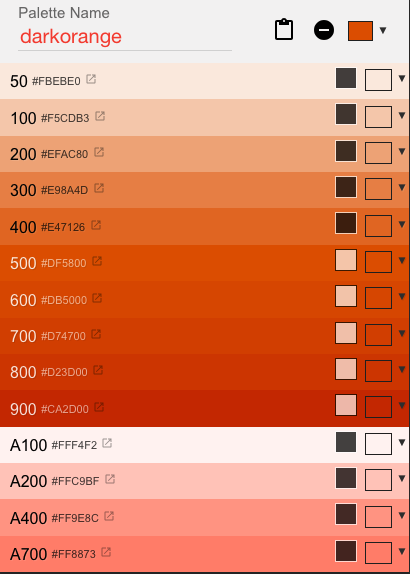 Palette Name
darkorange
50 #FBEBE0
100 #F5CDB3
200 #EFAC80
300 #E98A4D
400 #E47126
500 #DF5800
600 #DB5000
700 #D74700
800 #D23D00
900 #CA2D00
A100 #FFF4F2
A200 #FFC9BF
A400 #FF9E8C
A700 #FF8873